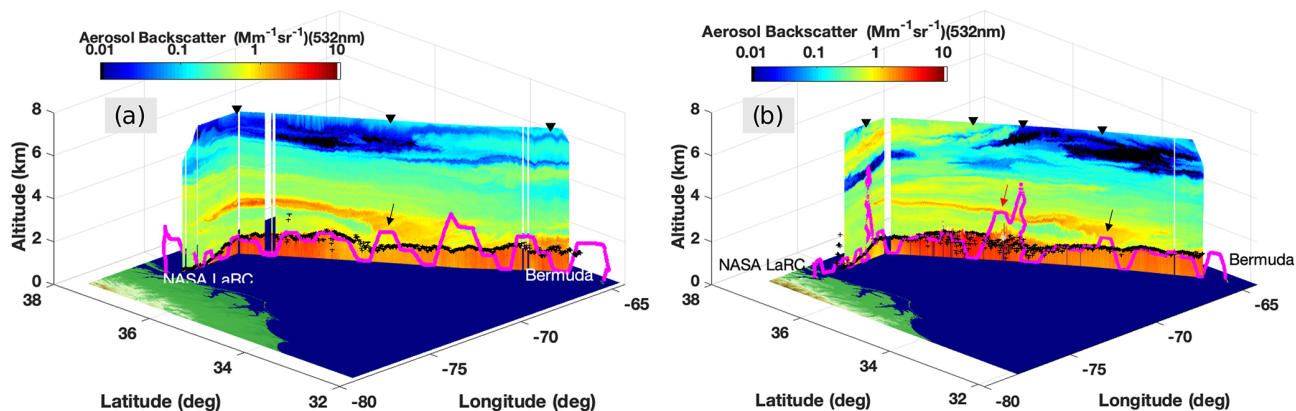 Aerosol Backscatter (Mm⁻¹sr⁻¹)(532nm)
0.01 0.1 1 10
(a)
8
6
4
2
0
Altitude (km)
NASA LaRC
Bermuda
38
36
34
32
Latitude (deg)
-80
-75
-70
-65
Longitude (deg)
Aerosol Backscatter (Mm⁻¹sr⁻¹)(532nm)
0.01 0.1 1 10
(b)
8
6
4
2
0
Altitude (km)
NASA LaRC
Bermuda
38
36
34
32
Latitude (deg)
-80
-75
-70
-65
Longitude (deg)